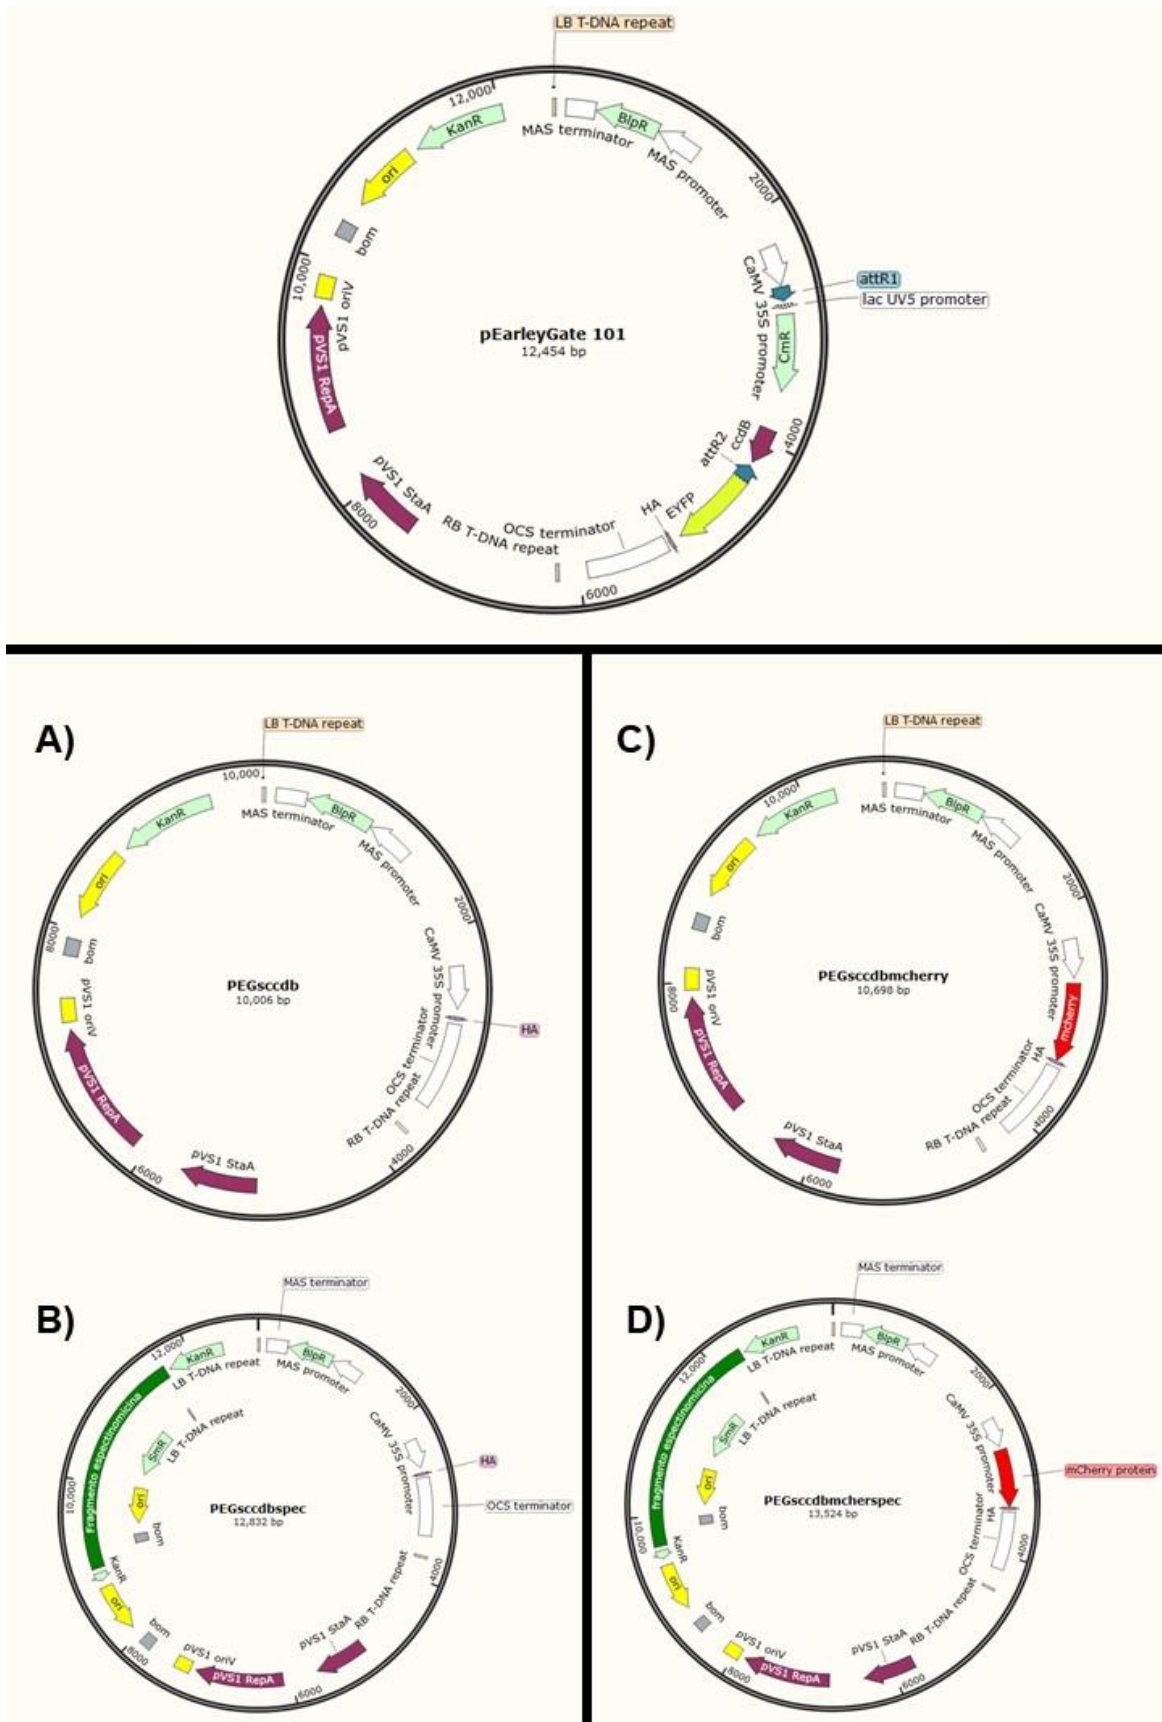 LB T-DNA repeat
12,000
KanR
MAS terminator
BlpR
MAS promoter
2000
ori
bom
10,000
pVS1 oriV
pVS1 RepA
CaMV 35S promoter
attR1
lac UV5 promoter
CmR
pEarleyGate 101
12,454 bp
4000
ccdB
attR2
EYFP
HA
OCS terminator
RB T-DNA repeat
6000
pVS1 StaA
8000
A)
LB T-DNA repeat
10,000
KanR
MAS terminator
BlpR
MAS promoter
2000
ori
8000
bom
pVS1 oriV
pVS1 RepA
CaMV 35S promoter
PEGsccdb
10,006 bp
HA
OCS terminator
RB T-DNA repeat
4000
pVS1 StaA
6000
C)
LB T-DNA repeat
10,000
KanR
MAS terminator
BlpR
MAS promoter
2000
ori
bom
8000
pVS1 oriV
pVS1 RepA
CaMV 35S promoter
PEGsccdbmcherry
10,698 bp
mcherry
HA
OCS terminator
RB T-DNA repeat
4000
pVS1 StaA
6000
B)
MAS terminator
12,000
KanR
LB T-DNA repeat
BlpR
MAS promoter
2000
Fragmento espectinomicina
LB T-DNA repeat
SmR
ori
bom
10,000
CaMV 35S promoter
HA
OCS terminator
PEGsccdbspec
12,832 bp
KanR
ori
bom
8000
pVS1 oriV
pVS1 RepA
6000
pVS1 StaA
RB T-DNA repeat
4000
D)
MAS terminator
12,000
KanR
LB T-DNA repeat
BlpR
MAS promoter
2000
fragmento espectinomicina
LB T-DNA repeat
SmR
ori
bom
10,000
CaMV 35S promoter
mCherry protein
HA
OCS terminator
PEGsccdbmcherspec
13,524 bp
KanR
ori
bom
8000
pVS1 oriV
pVS1 RepA
6000
pVS1 StaA
RB T-DNA repeat
4000